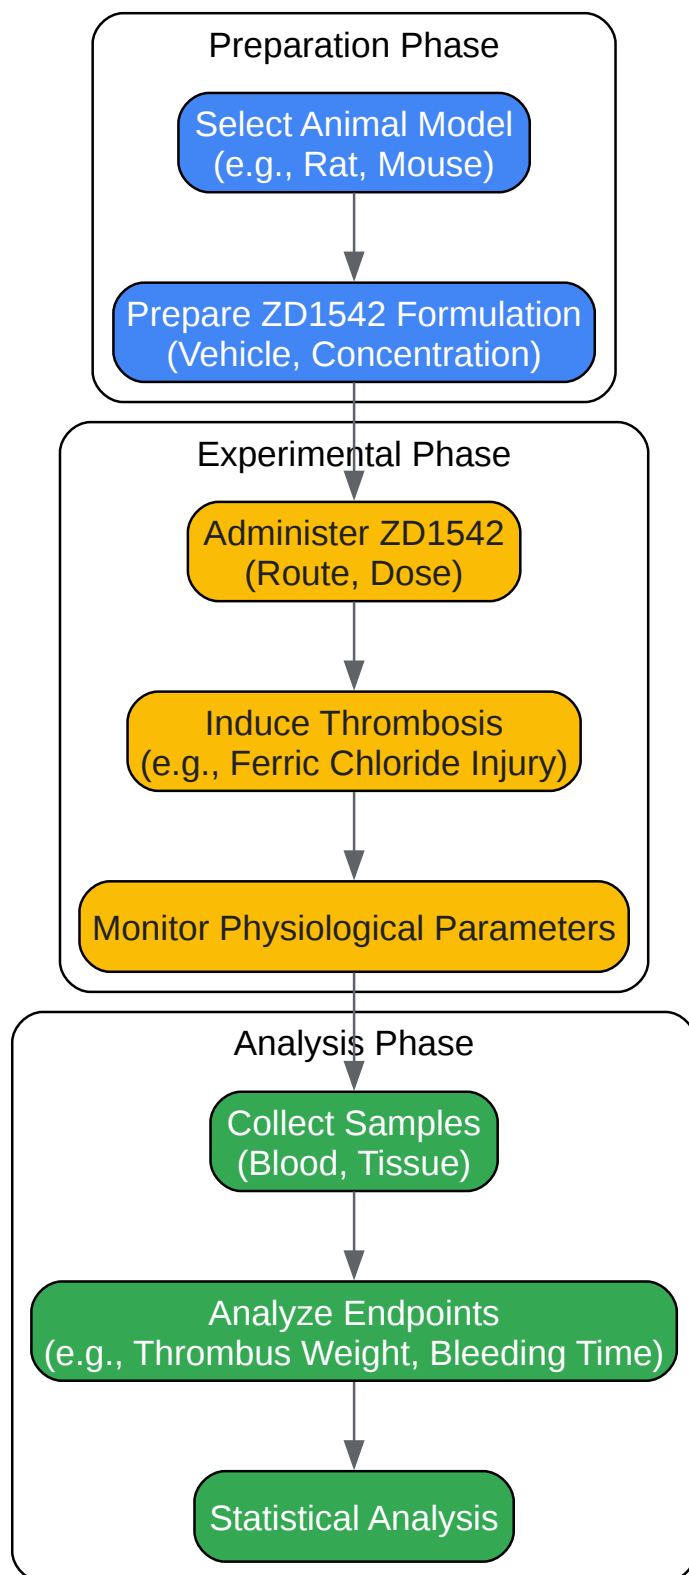 Preparation Phase
Select Animal Model
(e.g., Rat, Mouse)
Prepare ZD1542 Formulation
(Vehicle, Concentration)
Experimental Phase
Administer ZD1542
(Route, Dose)
Induce Thrombosis
(e.g., Ferric Chloride Injury)
Monitor Physiological Parameters
Analysis Phase
Collect Samples
(Blood, Tissue)
Analyze Endpoints
(e.g., Thrombus Weight, Bleeding Time)
Statistical Analysis